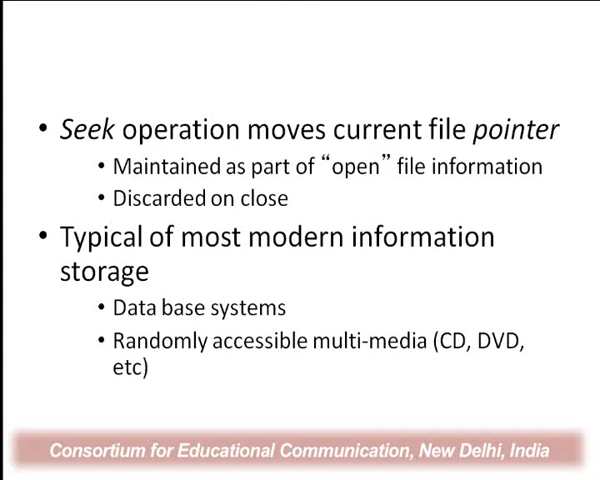 • Seek operation moves current file pointer
• Maintained as part of “open” file information
• Discarded on close
• Typical of most modern information
storage
• Data base systems
• Randomly accessible multi-media (CD, DVD,
etc)
Consortium for Educational Communication, New Delhi, India